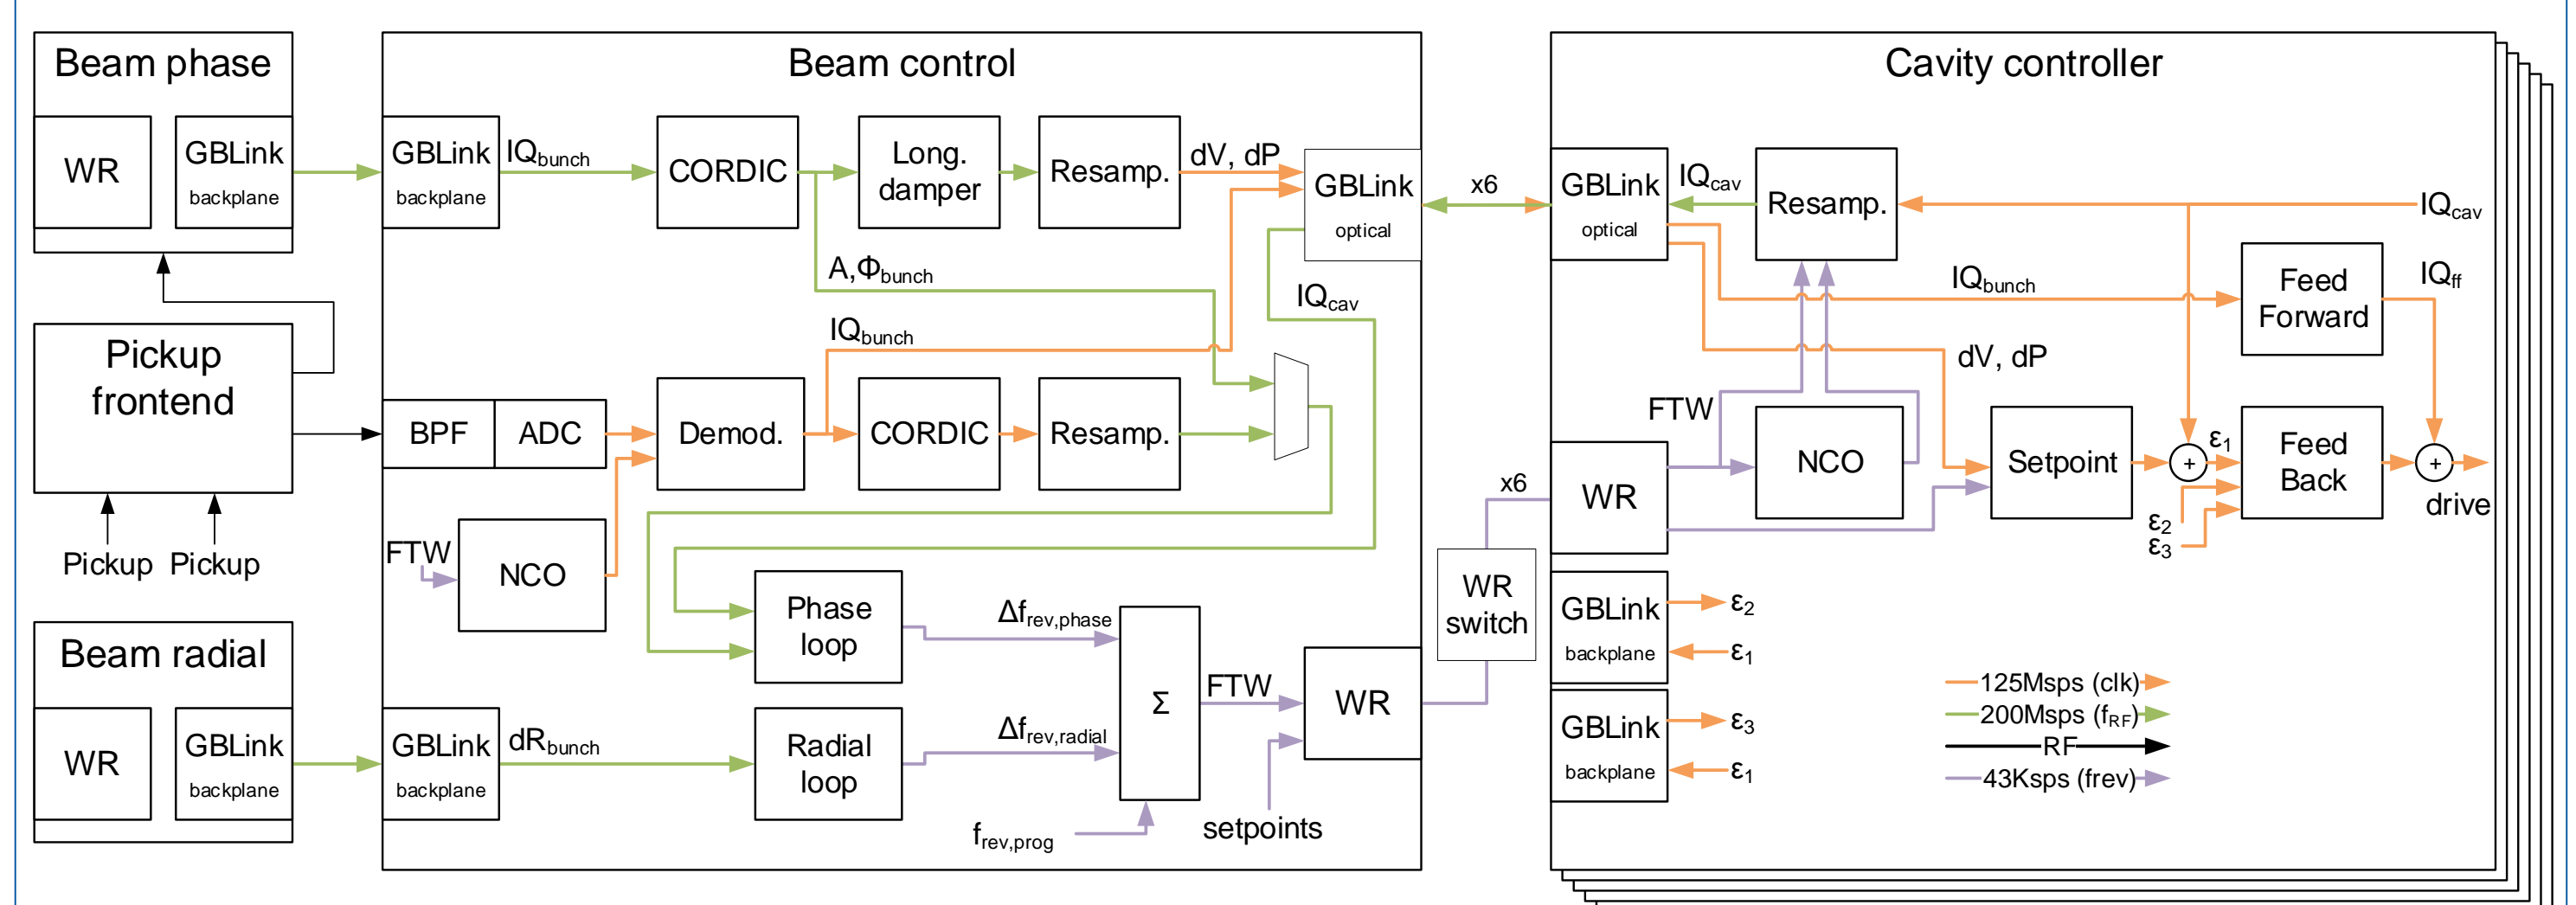 Beam phase
WR
GBLink
backplane
Pickup
frontend
Pickup
Pickup
Beam radial
WR
GBLink
backplane
Beam control
GBLink
backplane
IQbunch
CORDIC
Long.
damper
Resamp.
dV, dP
GBLink
optical
A,Φbunch
IQcav
IQbunch
BPF
ADC
Demod.
CORDIC
Resamp.
FTW
NCO
Phase
loop
Δfrev,phase
GBLink
backplane
dRbunch
Radial
loop
Δfrev,radial
Σ
FTW
WR
frev,prog
setpoints
x6
x6
WR
switch
Cavity controller
GBLink
optical
IQcav
Resamp.
IQcav
IQbunch
Feed
Forward
IQff
dV, dP
FTW
WR
NCO
Setpoint
+
ε1
Feed
Back
+
drive
ε2
ε3
GBLink
backplane
ε2
ε1
GBLink
backplane
ε3
ε1
125Msps (clk)
200Msps (fRF)
RF
43Ksps (frev)